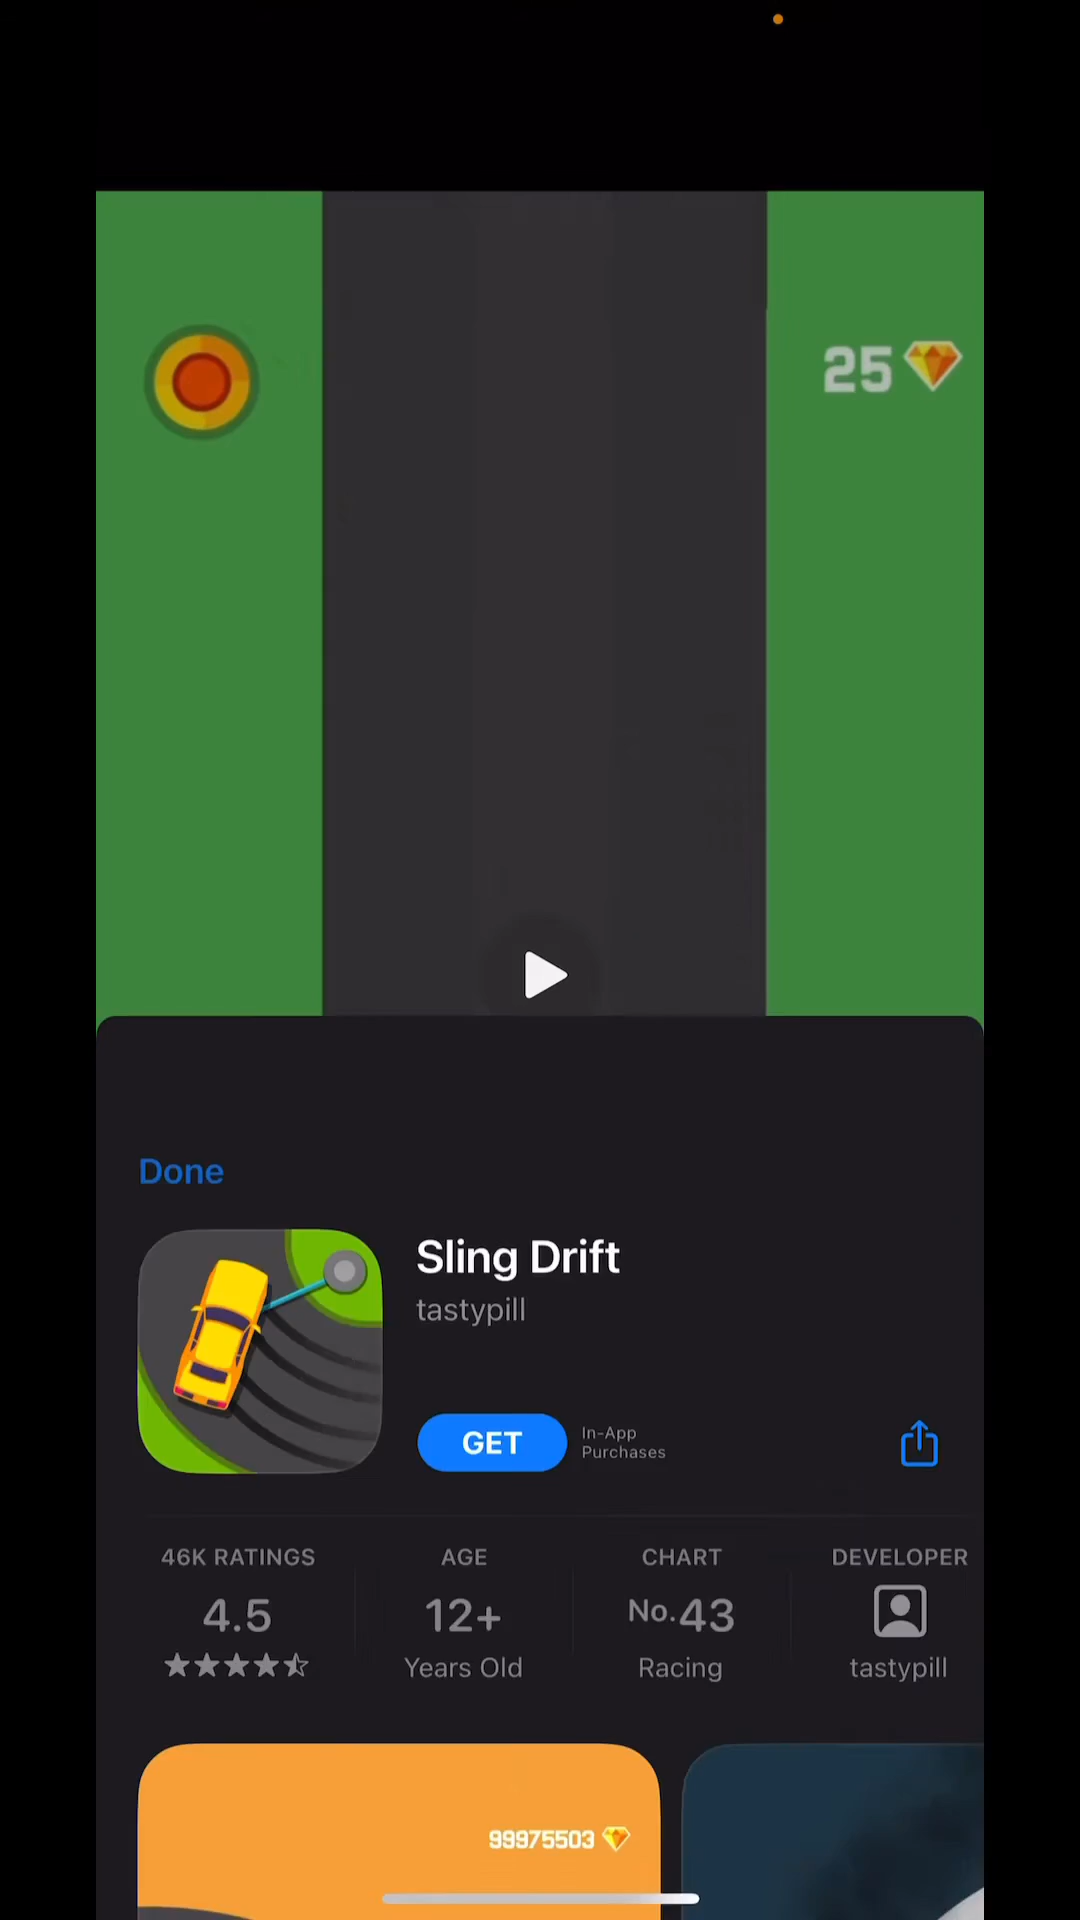 25
Done
Sling Drift
tastypill
GET
In-App
Purchases
46K RATINGS
AGE
CHART
DEVELOPER
4.5
12+
No.43
Years Old
Racing
tastypill
99975503